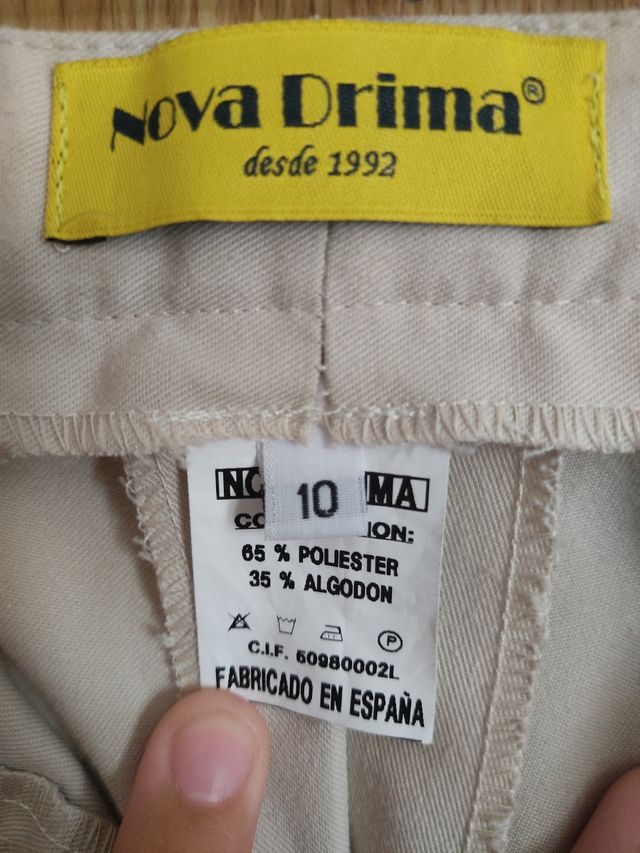 Nova Drima®
desde 1992
10
65 % POLIESTER
35 % ALGODON
P
C.I.F. 50980002L
FABRICADO EN ESPAÑA